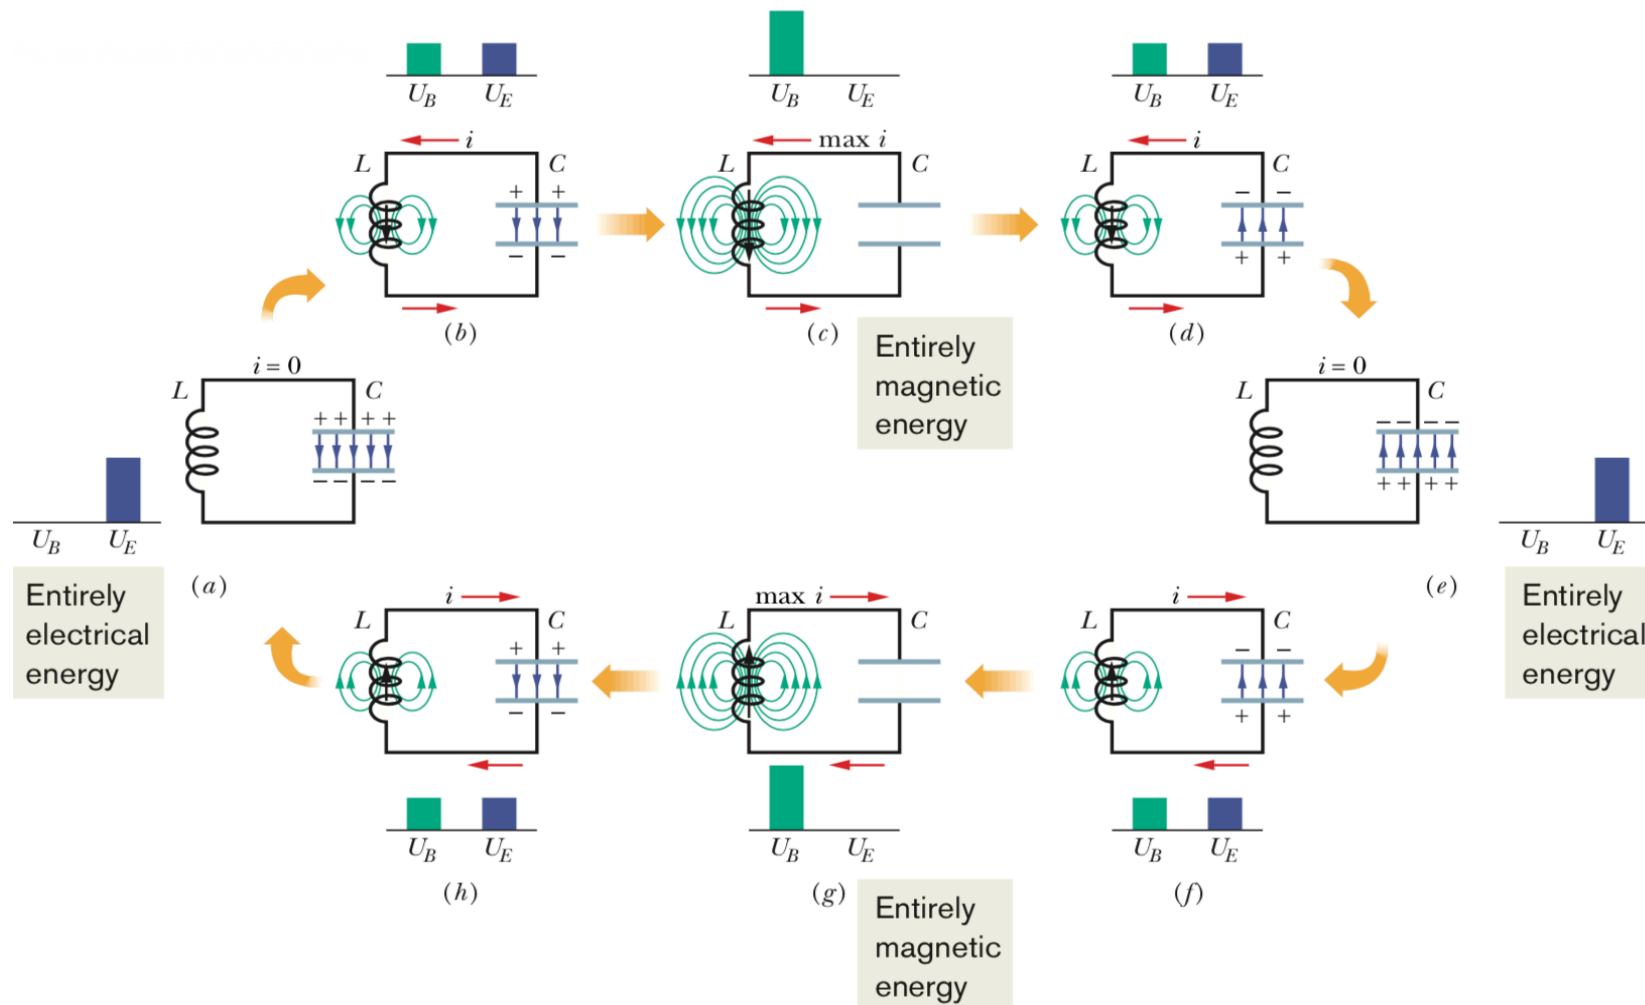 U_B U_E
U_B U_E
U_B U_E
i
L C
+ +
− −
(b)
max i
L C
(c)
Entirely
magnetic
energy
i
L C
− −
+ +
(d)
i = 0
L C
+ + + +
− − − −
U_B U_E
(a)
Entirely
electrical
energy
i = 0
L C
− − − −
+ + + +
U_B U_E
(e)
Entirely
electrical
energy
i
L C
+ +
− −
U_B U_E
(h)
max i
L C
U_B U_E
(g)
Entirely
magnetic
energy
i
L C
− −
+ +
U_B U_E
(f)